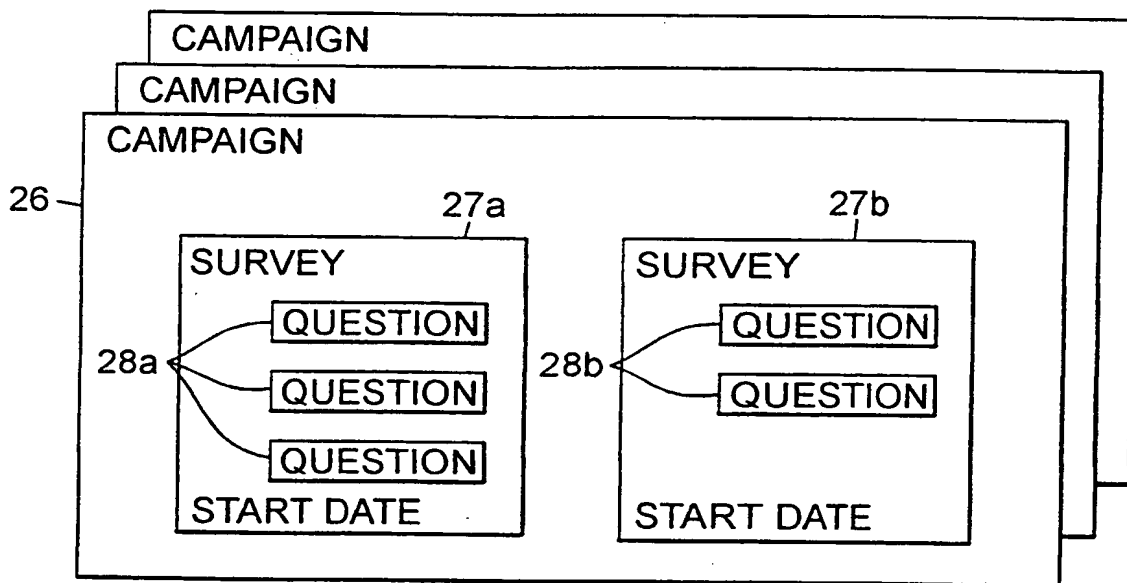 CAMPAIGN
CAMPAIGN
CAMPAIGN
26
27a
27b
SURVEY
QUESTION
28a
QUESTION
QUESTION
START DATE
SURVEY
QUESTION
28b
QUESTION
START DATE